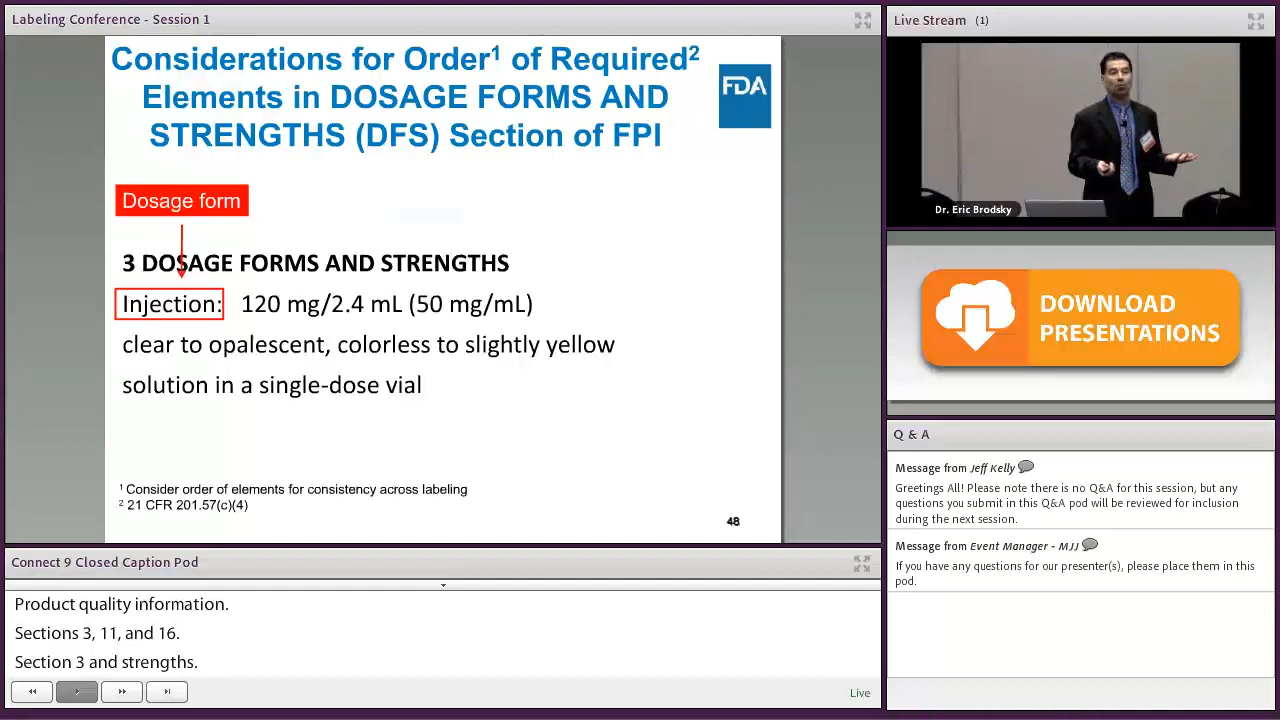 Labeling Conference - Session 1
Considerations for Order¹ of Required²
Elements in DOSAGE FORMS AND
STRENGTHS (DFS) Section of FPI
FDA
Dosage form
3 DOSAGE FORMS AND STRENGTHS
Injection: 120 mg/2.4 mL (50 mg/mL)
clear to opalescent, colorless to slightly yellow
solution in a single-dose vial
¹ Consider order of elements for consistency across labeling
² 21 CFR 201.57(c)(4)
48
Connect 9 Closed Caption Pod
Product quality information.
Sections 3, 11, and 16.
Section 3 and strengths.
Live
Live Stream (1)
Dr. Eric Brodsky
DOWNLOAD
PRESENTATIONS
Q & A
Message from Jeff Kelly
Greetings All! Please note there is no Q&A for this session, but any
questions you submit in this Q&A pod will be reviewed for inclusion
during the next session.
Message from Event Manager - MJJ
If you have any questions for our presenter(s), please place them in this
pod.